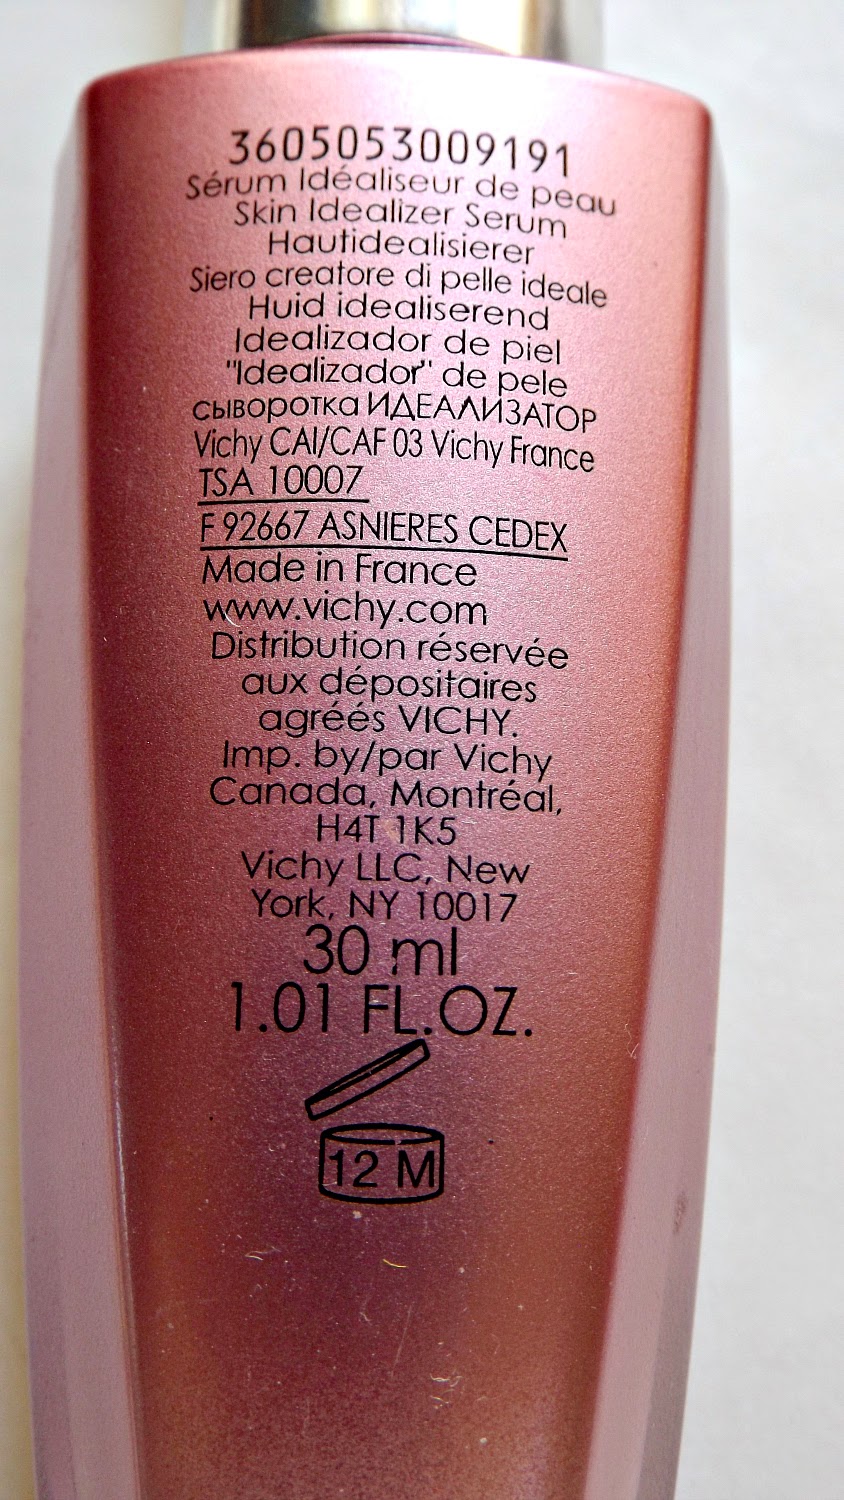 3605053009191
Sérum Idéaliseur de peau
Skin Idealizer Serum
Hautidealisierer
Siero creatore di pelle ideale
Huid idealiserend
Idealizador de piel
"Idealizador" de pele
сыворотка ИДЕАЛИЗАТОР
Vichy CAI/CAF 03 Vichy France
TSA 10007
F 92667 ASNIERES CEDEX
Made in France
www.vichy.com
Distribution réservée
aux dépositaires
agréés VICHY.
Imp. by/par Vichy
Canada, Montréal,
H4T 1K5
Vichy LLC, New
York, NY 10017
30 ml
1.01 FL.OZ.
12 M